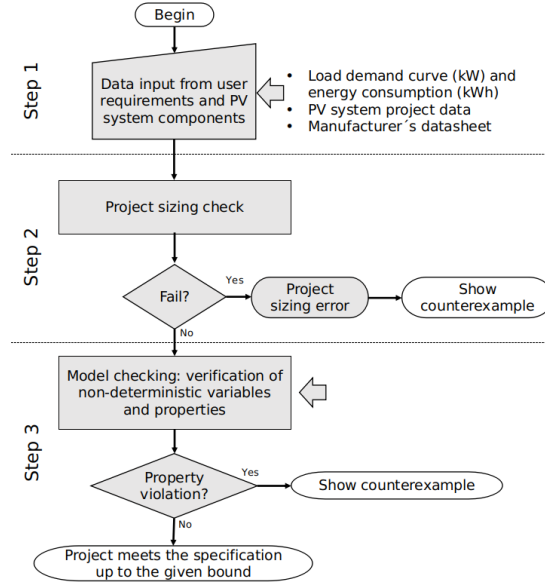 Begin
Step 1
Data input from user
requirements and PV
system components
• Load demand curve (kW) and
energy consumption (kWh)
• PV system project data
• Manufacturer´s datasheet
Step 2
Project sizing check
Fail?
Yes
Project
sizing error
Show
counterexample
No
Step 3
Model checking: verification of
non-deterministic variables
and properties
Property
violation?
Yes
Show counterexample
No
Project meets the specification
up to the given bound